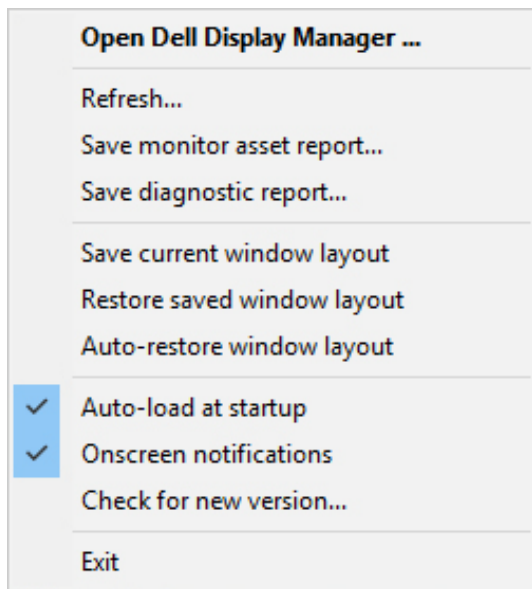 Open Dell Display Manager ...
Refresh...
Save monitor asset report...
Save diagnostic report...
Save current window layout
Restore saved window layout
Auto-restore window layout
Auto-load at startup
Onscreen notifications
Check for new version...
Exit